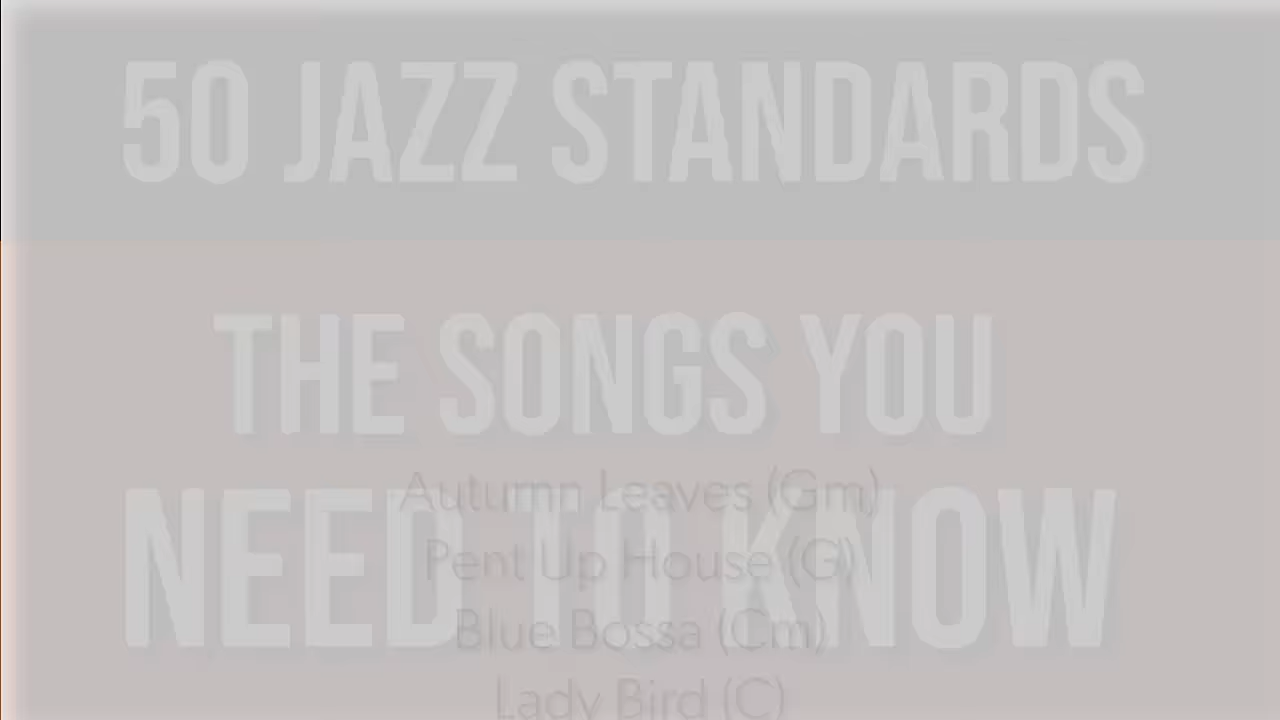 50 JAZZ STANDARDS
THE SONGS YOU
NEED TO KNOW
Autumn Leaves (Gm)
Pent Up House (G)
Blue Bossa (Cm)
Lady Bird (C)